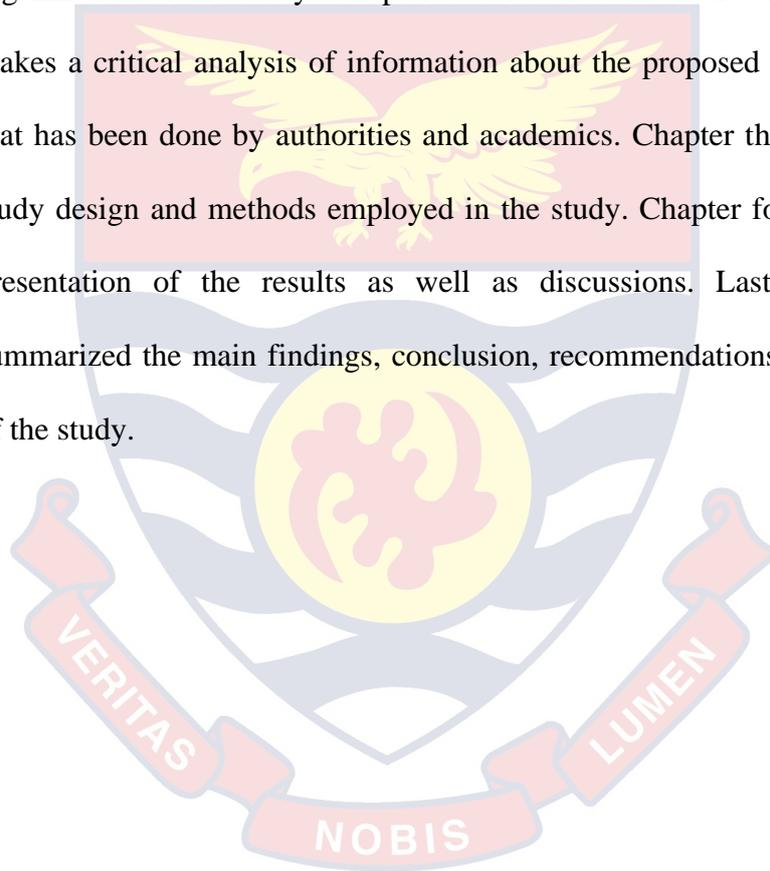 akes a critical analysis of information about the proposed
at has been done by authorities and academics. Chapter th
udy design and methods employed in the study. Chapter fo
resentation of the results as well as discussions. Last
ummarized the main findings, conclusion, recommendations
f the study.
VERITAS
NOBIS
LUMEN